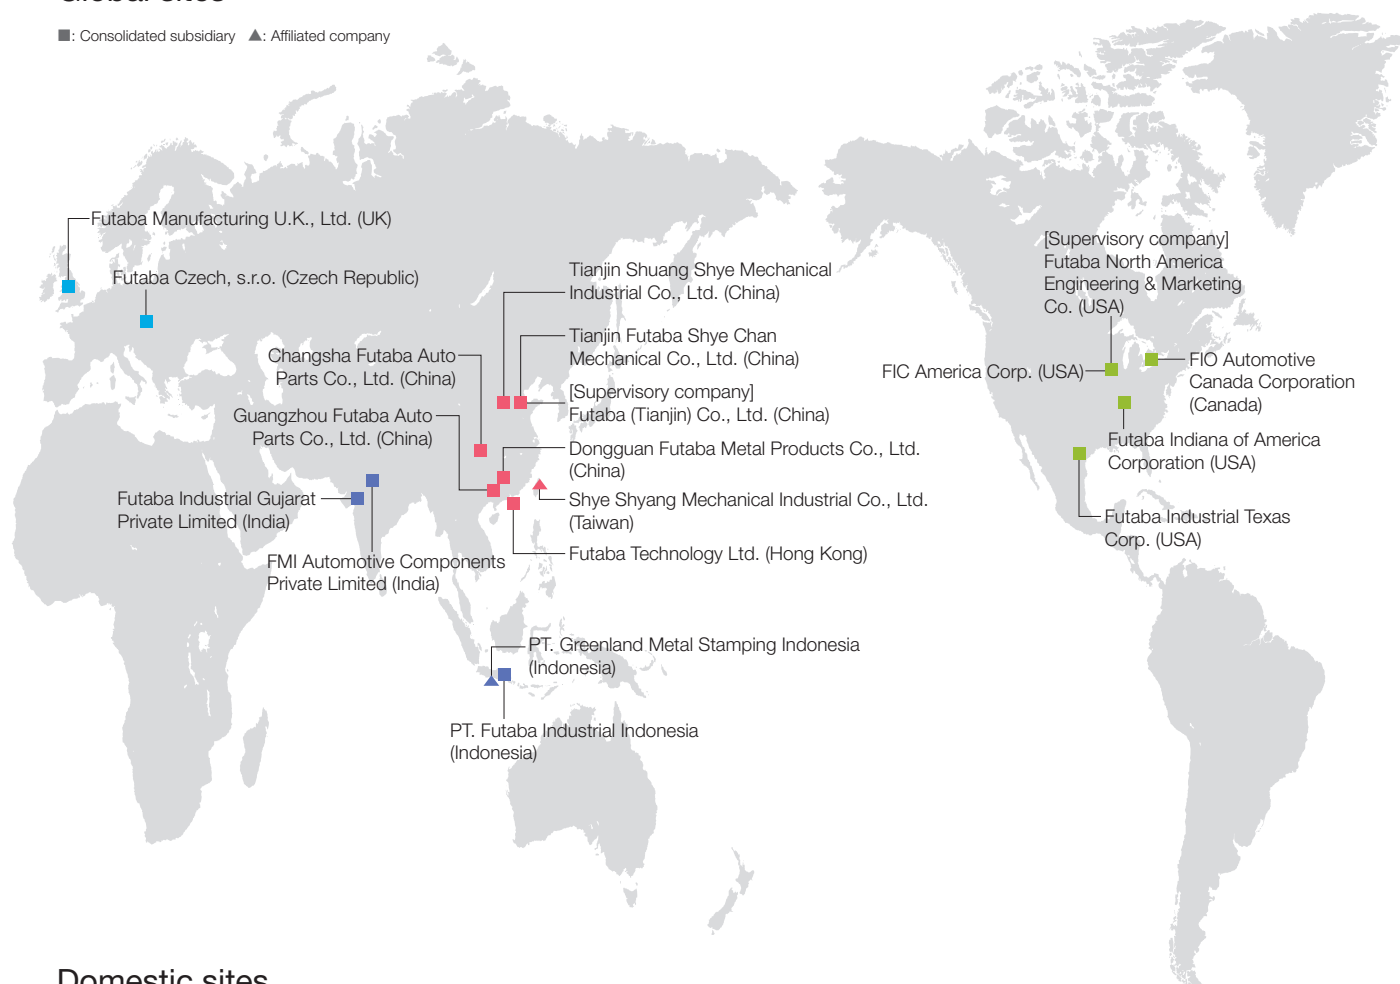 Global sites
■: Consolidated subsidiary ▲: Affiliated company
Futaba Manufacturing U.K., Ltd. (UK)
Futaba Czech, s.r.o. (Czech Republic)
Tianjin Shuang Shye Mechanical
Industrial Co., Ltd. (China)
Tianjin Futaba Shye Chan
Mechanical Co., Ltd. (China)
[Supervisory company]
Futaba (Tianjin) Co., Ltd. (China)
Changsha Futaba Auto
Parts Co., Ltd. (China)
Guangzhou Futaba Auto
Parts Co., Ltd. (China)
Dongguan Futaba Metal Products Co., Ltd.
(China)
Shye Shyang Mechanical Industrial Co., Ltd.
(Taiwan)
Futaba Technology Ltd. (Hong Kong)
Futaba Industrial Gujarat
Private Limited (India)
FMI Automotive Components
Private Limited (India)
PT. Greenland Metal Stamping Indonesia
(Indonesia)
PT. Futaba Industrial Indonesia
(Indonesia)
[Supervisory company]
Futaba North America
Engineering & Marketing
Co. (USA)
FIC America Corp. (USA)
FIO Automotive
Canada Corporation
(Canada)
Futaba Indiana of America
Corporation (USA)
Futaba Industrial Texas
Corp. (USA)
Domestic sites